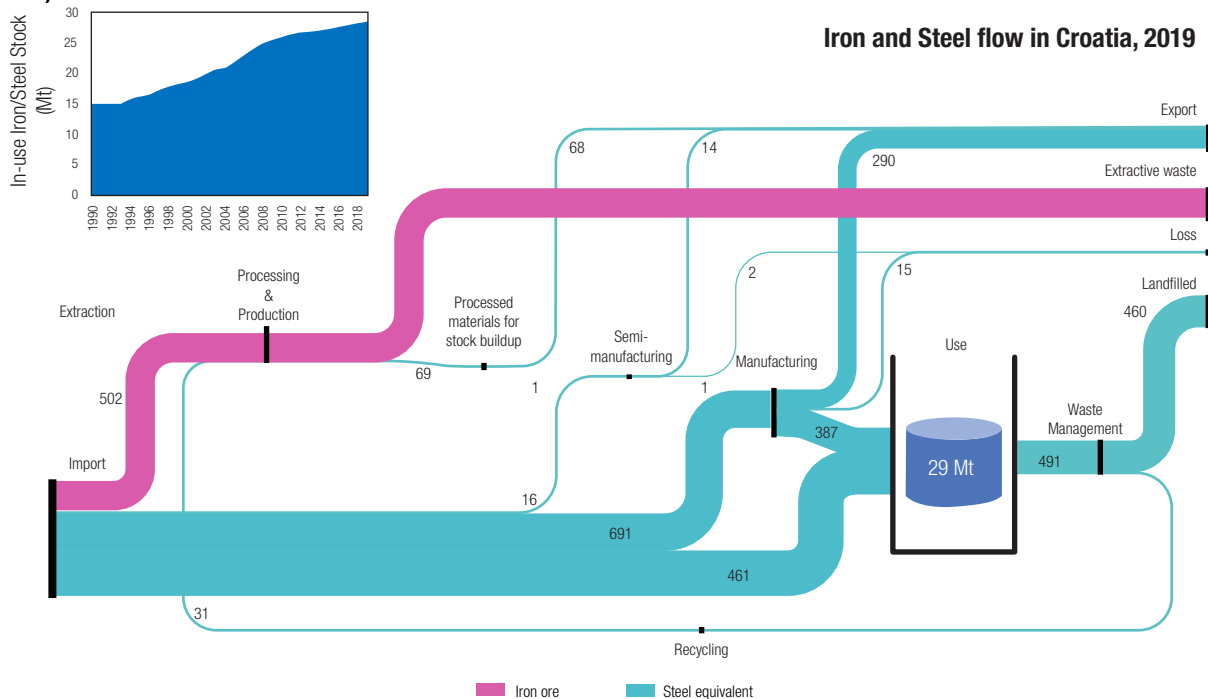 Iron and Steel flow in Croatia, 2019
In-use Iron/Steel Stock
(Mt)
30
25
20
15
10
5
0
1990
1992
1994
1996
1998
2000
2002
2004
2006
2008
2010
2012
2014
2016
2018
Export
68
14
290
Extractive waste
Loss
2
15
Processing
&
Production
Extraction
Landfilled
460
Processed
materials for
stock buildup
Semi-
manufacturing
Manufacturing
Use
69
1
1
502
387
Waste
Management
Import
29 Mt
491
16
691
461
31
Recycling
Iron ore
Steel equivalent